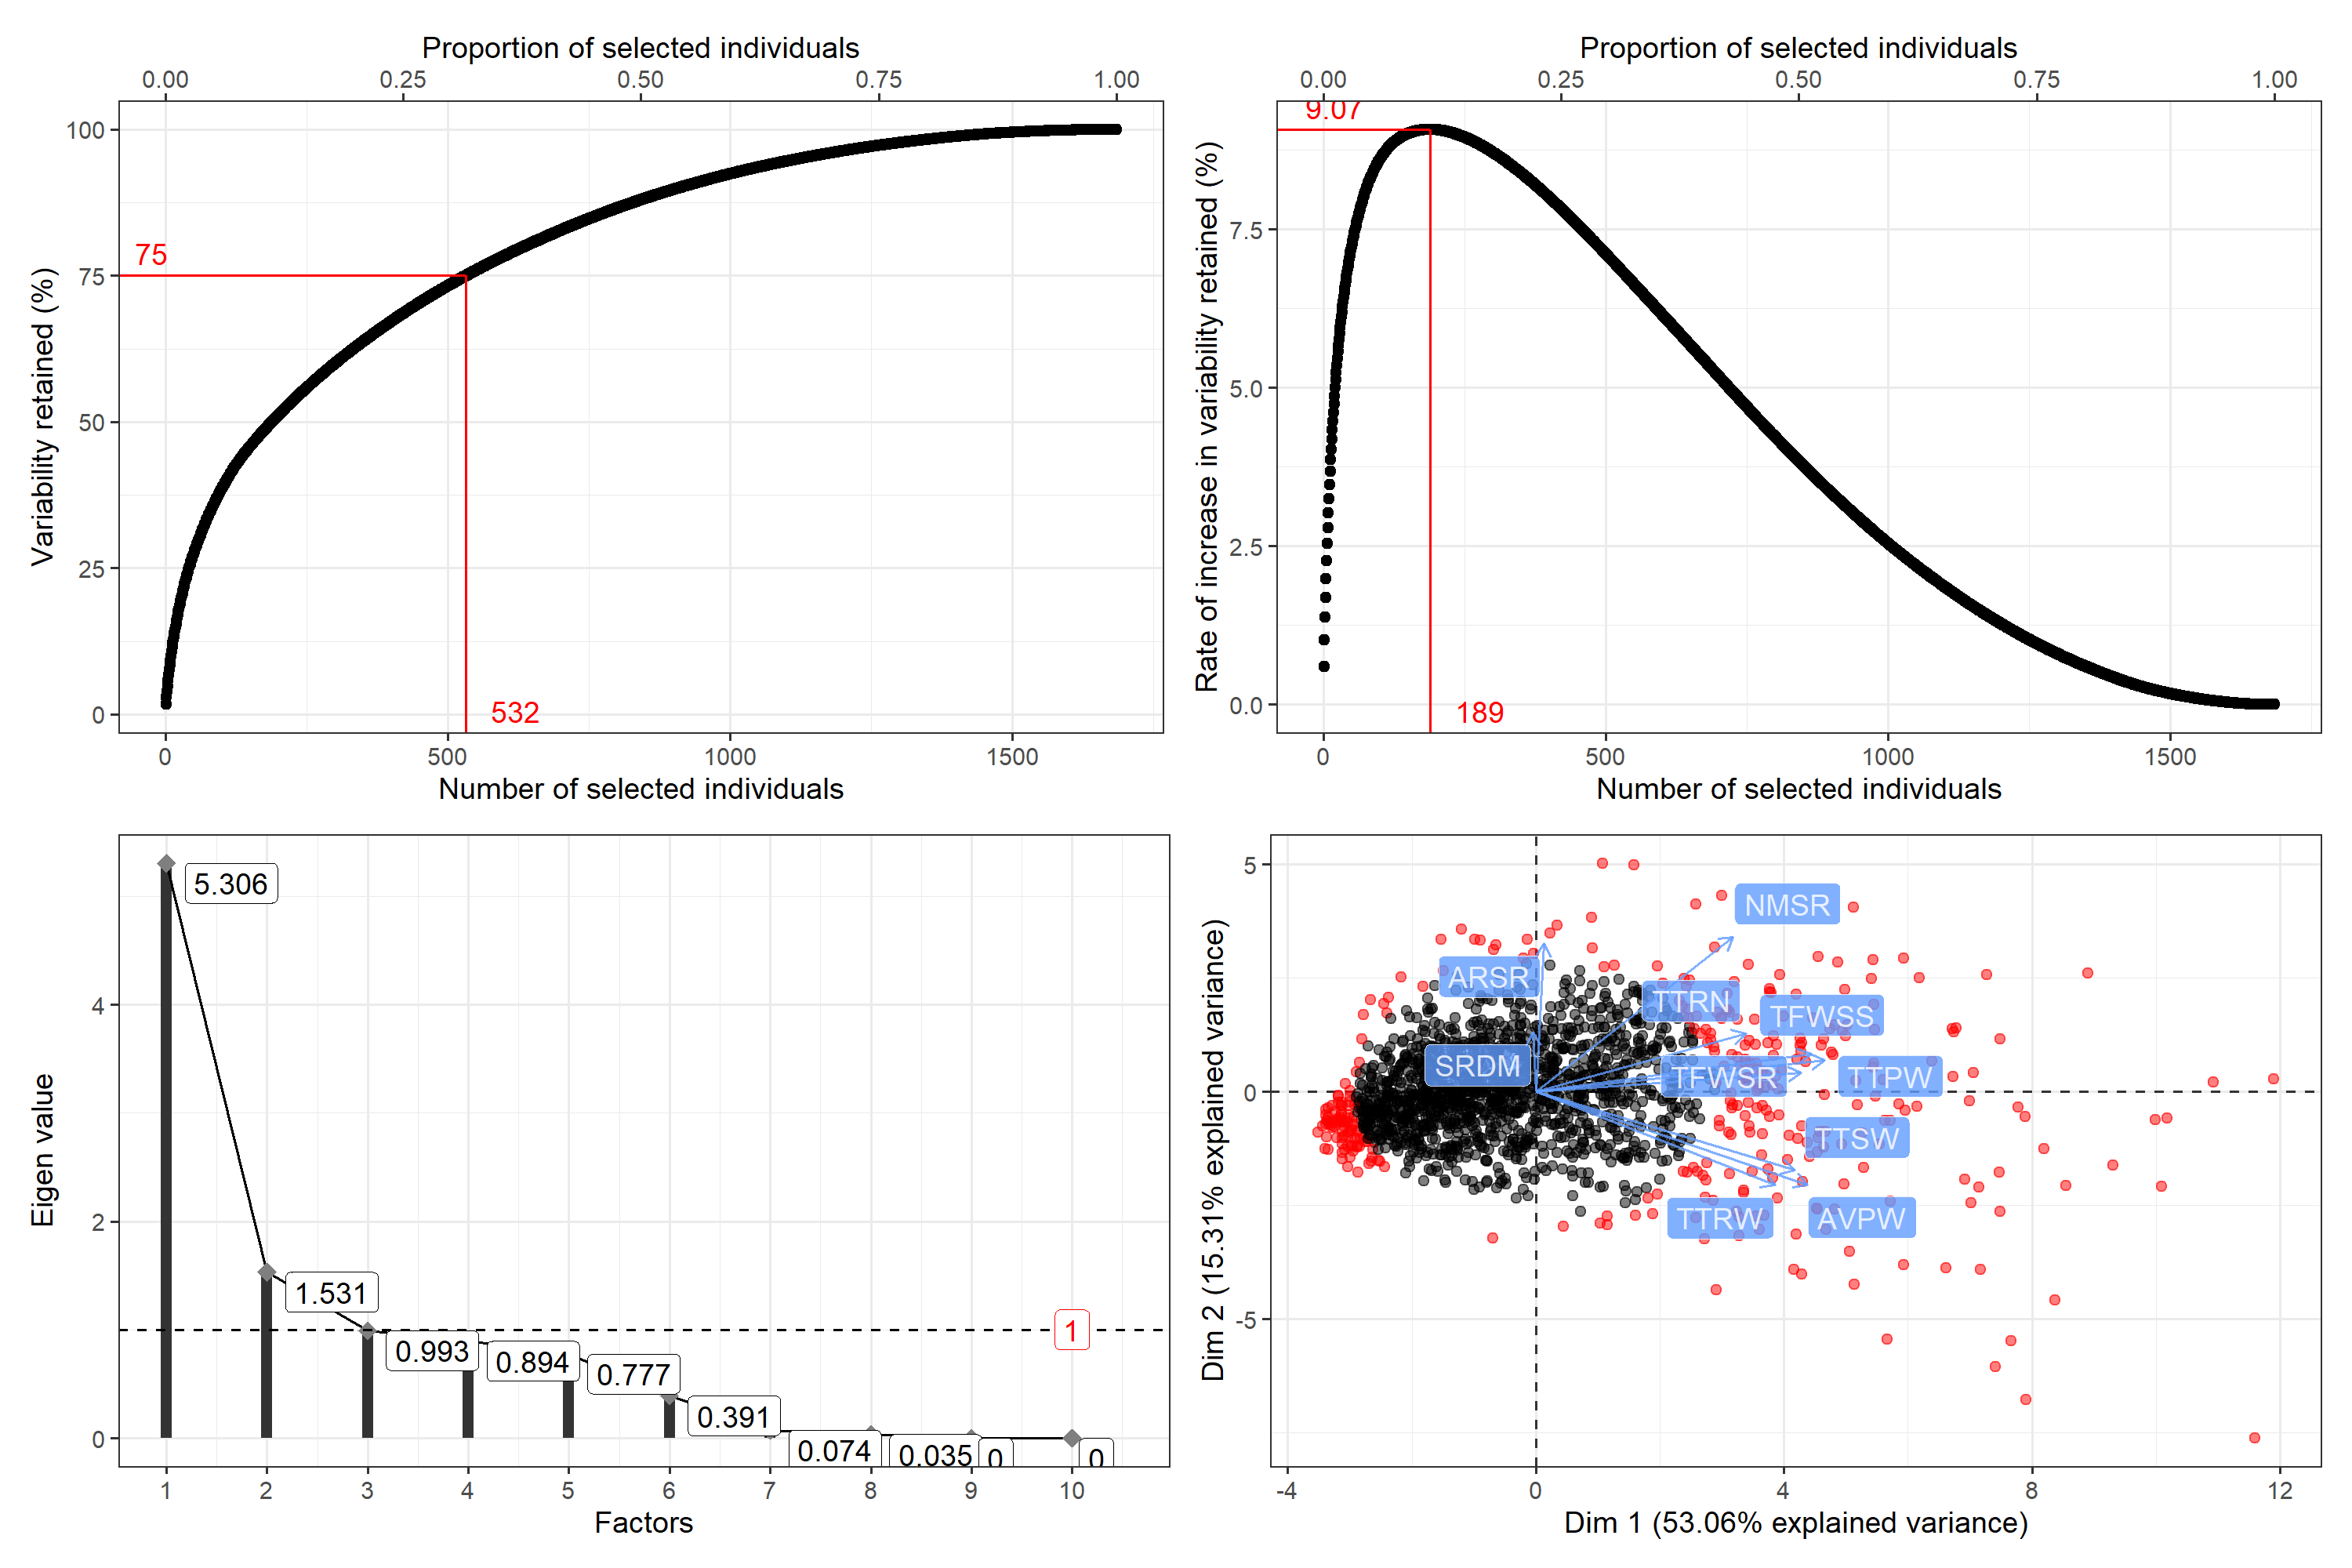 Proportion of selected individuals
0.00 0.25 0.50 0.75 1.00
100
75
50
25
0
Variability retained (%)
75
532
0 500 1000 1500
Number of selected individuals
Proportion of selected individuals
0.00 0.25 0.50 0.75 1.00
9.07
7.5
5.0
2.5
0.0
Rate of increase in variability retained (%)
189
0 500 1000 1500
Number of selected individuals
4
2
0
Eigen value
5.306
1.531
0.993
0.894
0.777
0.391
0.074
0.035
0
0
1
1 2 3 4 5 6 7 8 9 10
Factors
5
0
-5
Dim 2 (15.31% explained variance)
NMSR
ARSR
TTRN
TFWSS
SRDM
TFWSR
TTPW
TTSW
TTRW
AVPW
-4 0 4 8 12
Dim 1 (53.06% explained variance)